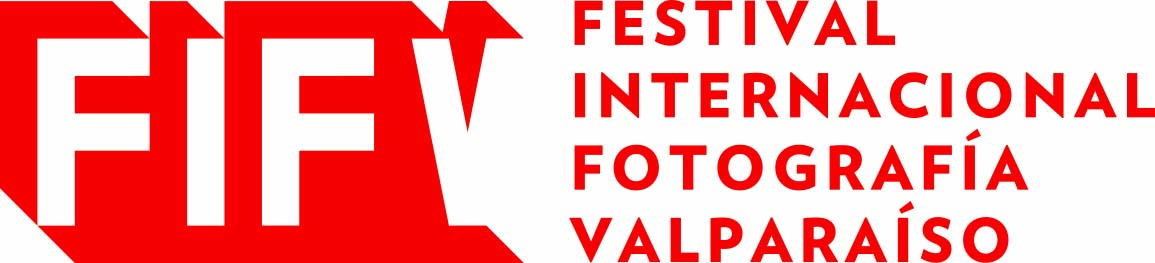 FIFV
FESTIVAL
INTERNACIONAL
FOTOGRAFÍA
VALPARAÍSO